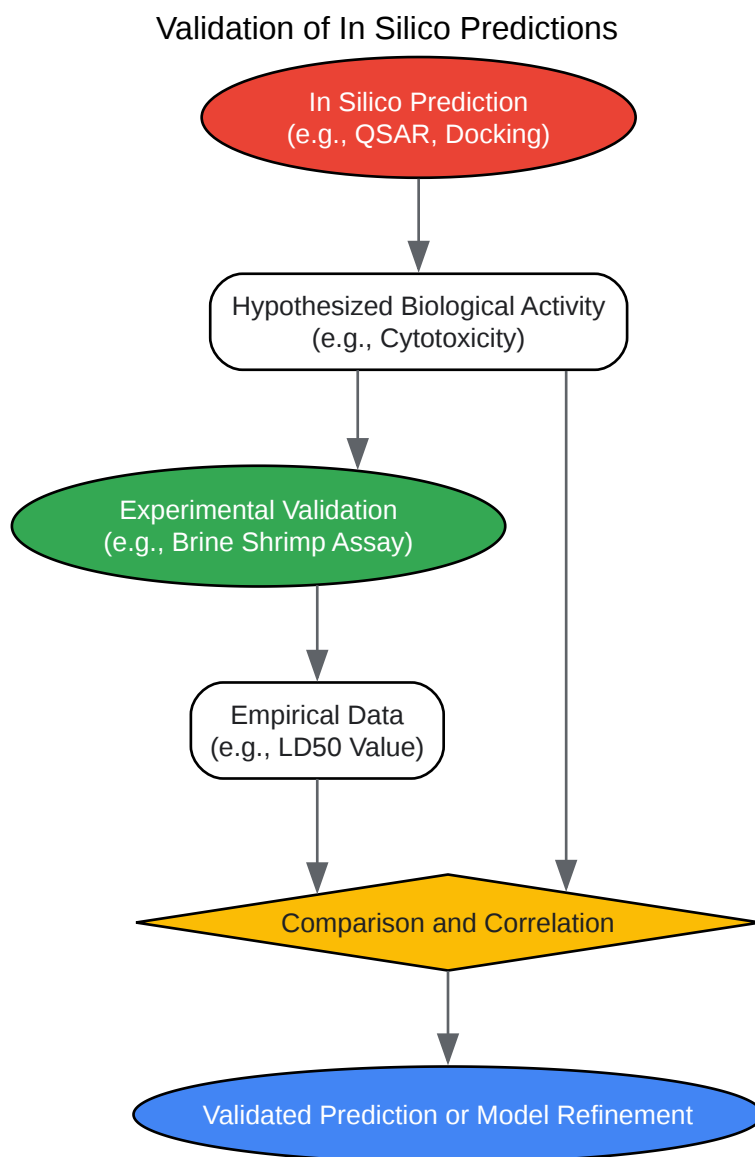 Validation of In Silico Predictions
In Silico Prediction
(e.g., QSAR, Docking)
Hypothesized Biological Activity
(e.g., Cytotoxicity)
Experimental Validation
(e.g., Brine Shrimp Assay)
Empirical Data
(e.g., LD50 Value)
Comparison and Correlation
Validated Prediction or Model Refinement